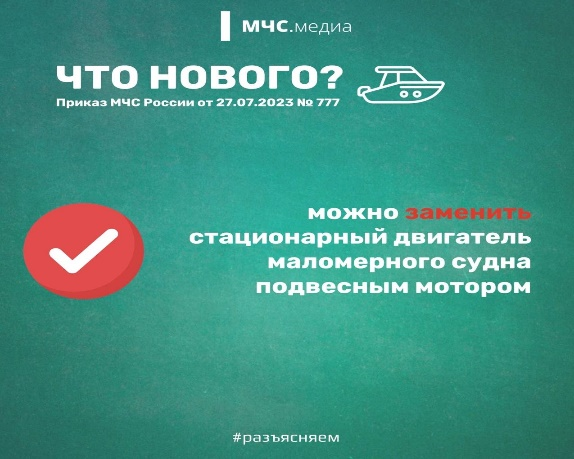 МЧС.медиа
ЧТО НОВОГО?
Приказ МЧС России от 27.07.2023 № 777
можно заменить
стационарный двигатель
маломерного судна
подвесным мотором
#разъясняем